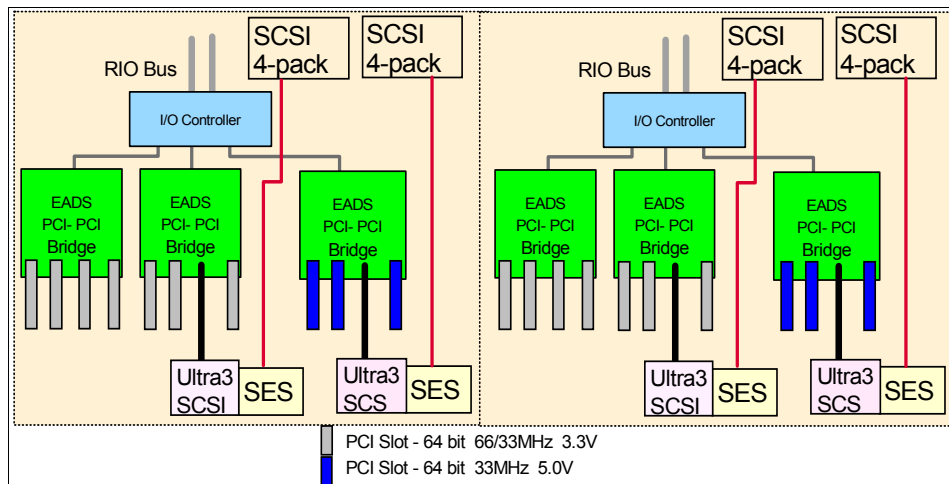 SCSI
4-pack
SCSI
4-pack
RIO Bus
I/O Controller
EADS
PCI- PCI
Bridge
EADS
PCI- PCI
Bridge
EADS
PCI- PCI
Bridge
Ultra3
SCSI
SES
Ultra3
SCS
SES
SCSI
4-pack
SCSI
4-pack
RIO Bus
I/O Controller
EADS
PCI- PCI
Bridge
EADS
PCI- PCI
Bridge
EADS
PCI- PCI
Bridge
Ultra3
SCSI
SES
Ultra3
SCS
SES
PCI Slot - 64 bit 66/33MHz 3.3V
PCI Slot - 64 bit 33MHz 5.0V